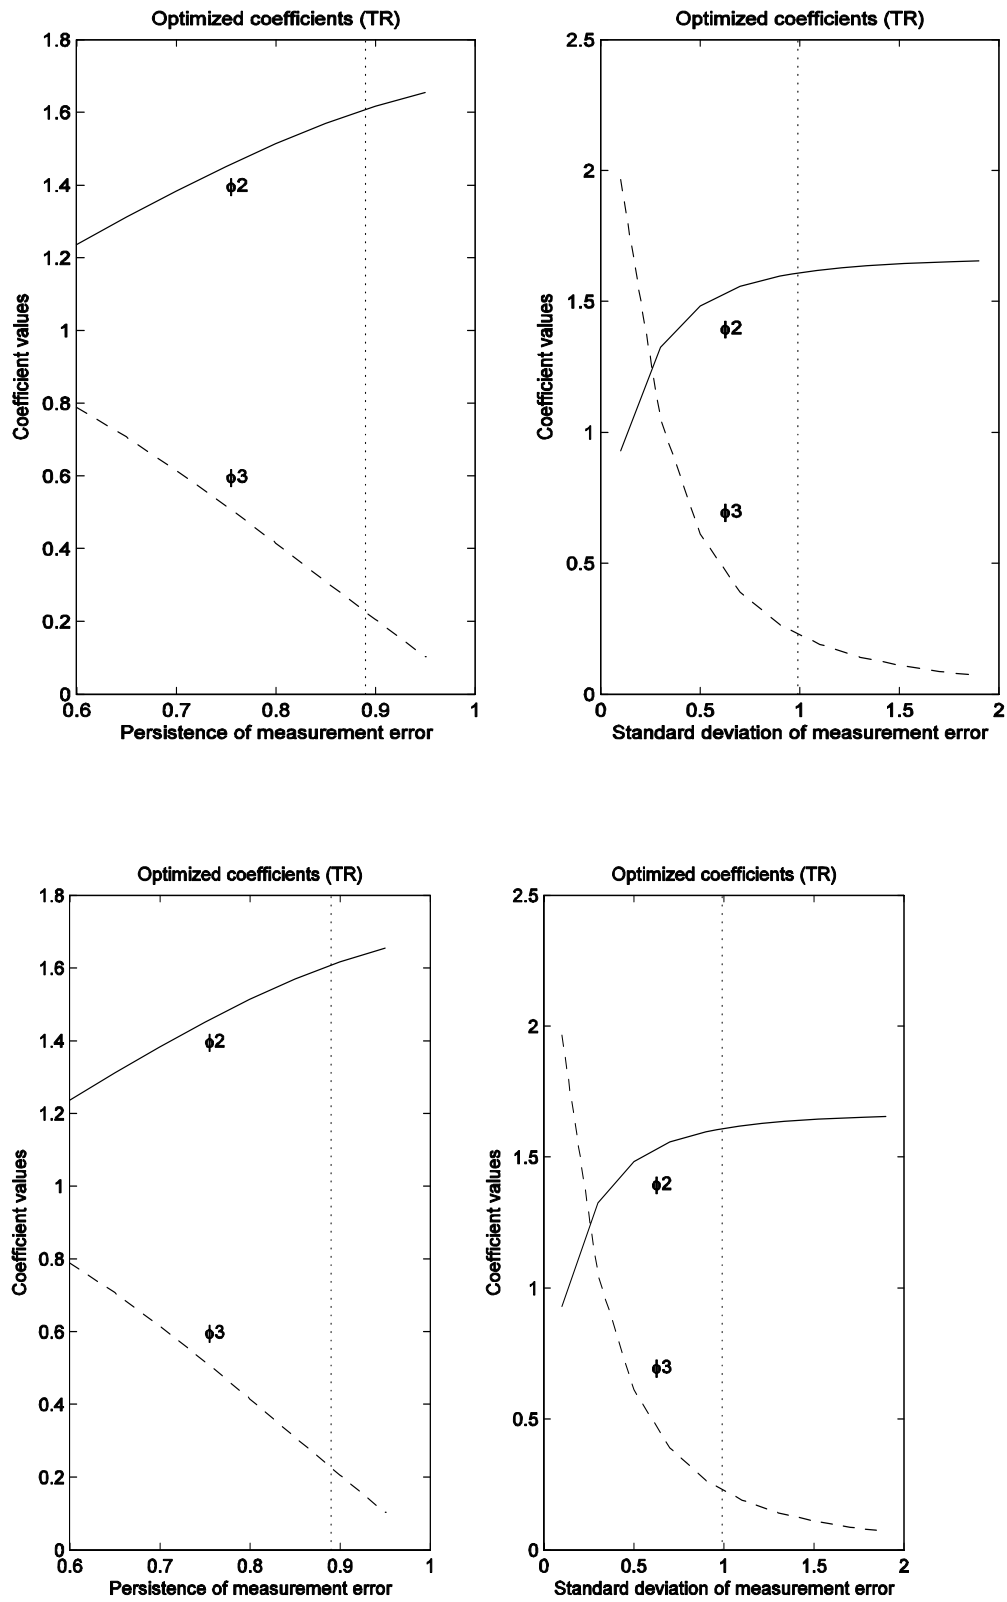 Optimized coefficients (TR)
1.8
1.6
1.4
1.2
1
0.8
0.6
0.4
0.2
0
Coefficient values
ϕ2
ϕ3
0.6 0.7 0.8 0.9 1
Persistence of measurement error
Optimized coefficients (TR)
2.5
2
1.5
1
0.5
0
Coefficient values
ϕ2
ϕ3
0 0.5 1 1.5 2
Standard deviation of measurement error
Optimized coefficients (TR)
1.8
1.6
1.4
1.2
1
0.8
0.6
0.4
0.2
0
Coefficient values
ϕ2
ϕ3
0.6 0.7 0.8 0.9 1
Persistence of measurement error
Optimized coefficients (TR)
2.5
2
1.5
1
0.5
0
Coefficient values
ϕ2
ϕ3
0 0.5 1 1.5 2
Standard deviation of measurement error